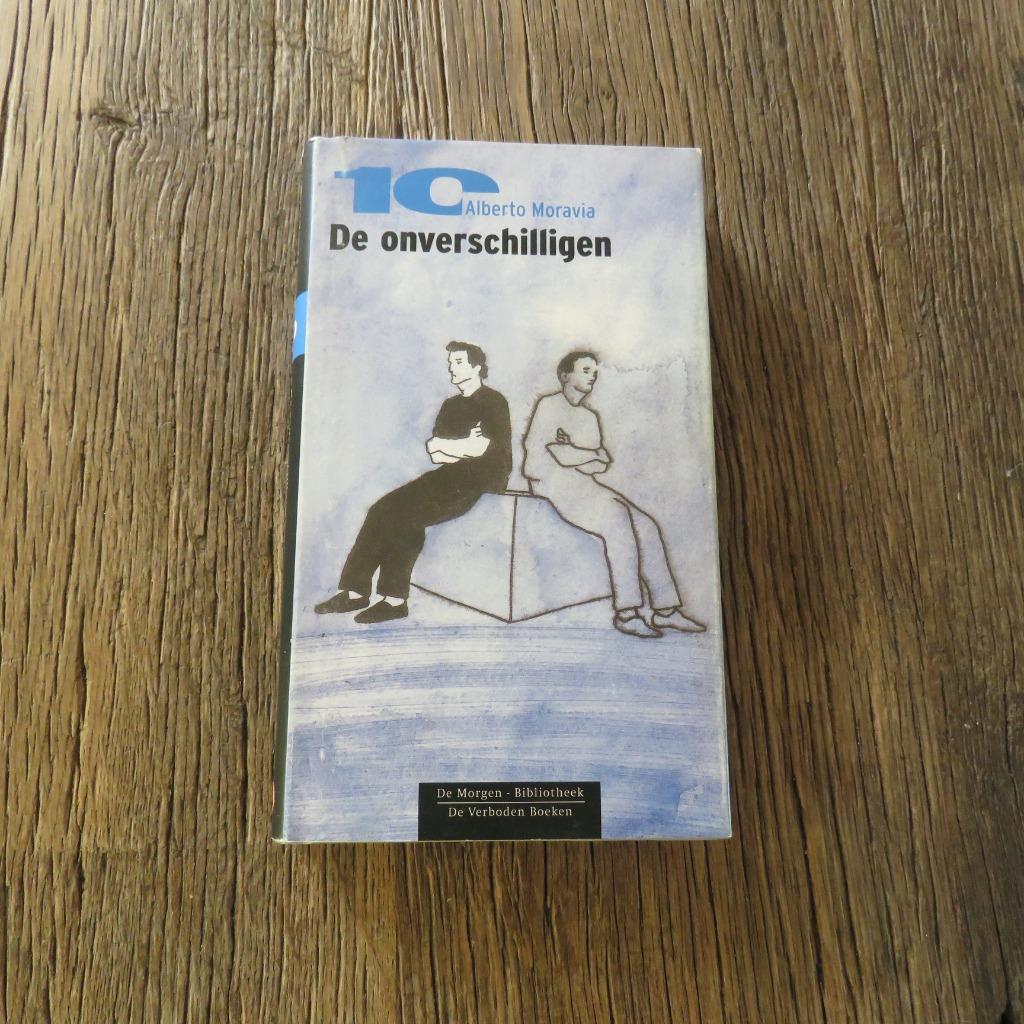 10
Alberto Moravia
De onverschilligen
De Morgen - Bibliotheek
De Verboden Boeken